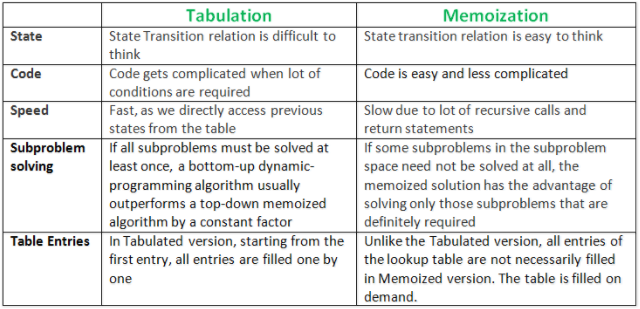 Tabulation Memoization
State State Transition relation is difficult to State transition relation is easy to think
think
Code Code gets complicated when lot of Code is easy and less complicated
conditions are required
Speed Fast, as we directly access previous Slow due to lot of recursive calls and
states from the table return statements
Subproblem If all subproblems must be solved at If some subproblems in the subproblem
solving least once, a bottom-up dynamic- space need not be solved at all, the
programming algorithm usually memoized solution has the advantage of
outperforms a top-down memoized solving only those subproblems that are
algorithm by a constant factor definitely required
Table Entries In Tabulated version, starting from the Unlike the Tabulated version, all entries of
first entry, all entries are filled one by the lookup table are not necessarily filled
one in Memoized version. The table is filled on
demand.